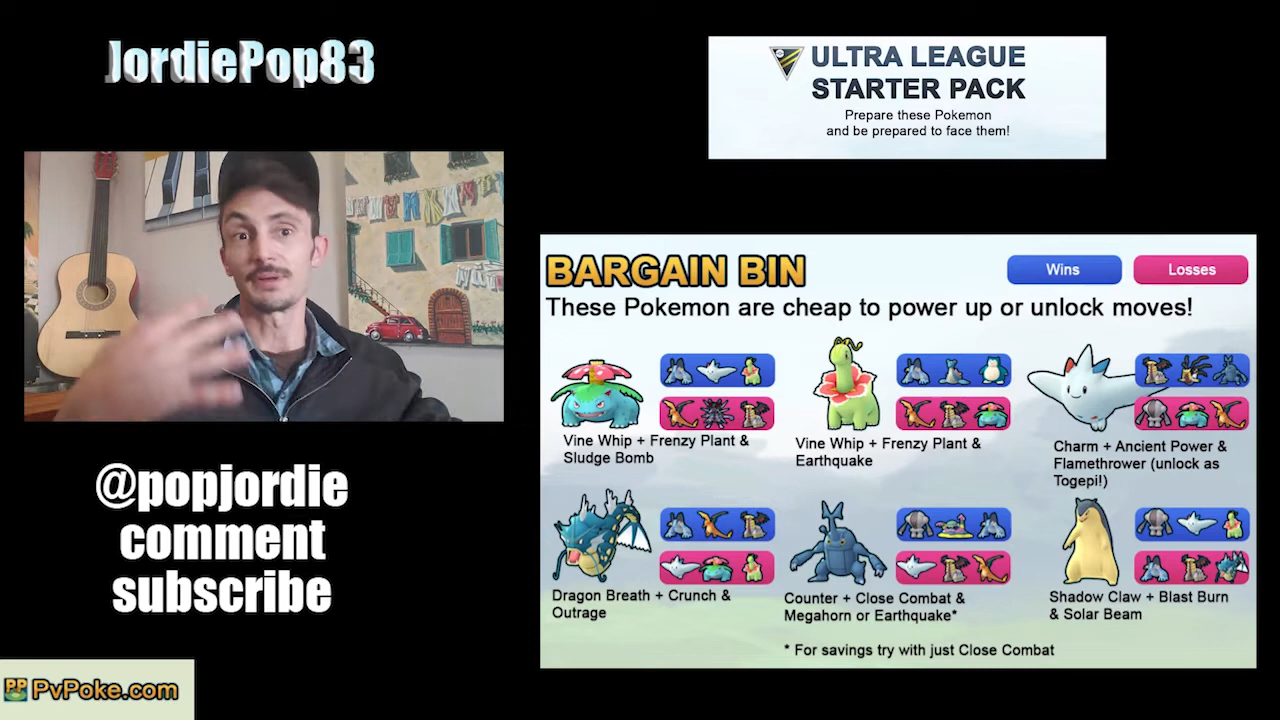 JordiePop83
ULTRA LEAGUE
STARTER PACK
Prepare these Pokemon
and be prepared to face them!
BARGAIN BIN
Wins
Losses
These Pokemon are cheap to power up or unlock moves!
Vine Whip + Frenzy Plant &
Sludge Bomb
Vine Whip + Frenzy Plant &
Earthquake
Charm + Ancient Power &
Flamethrower (unlock as
Togepi!)
Dragon Breath + Crunch &
Outrage
Counter + Close Combat &
Megahorn or Earthquake*
Shadow Claw + Blast Burn
& Solar Beam
* For savings try with just Close Combat
@popjordie
comment
subscribe
PP PvPoke.com